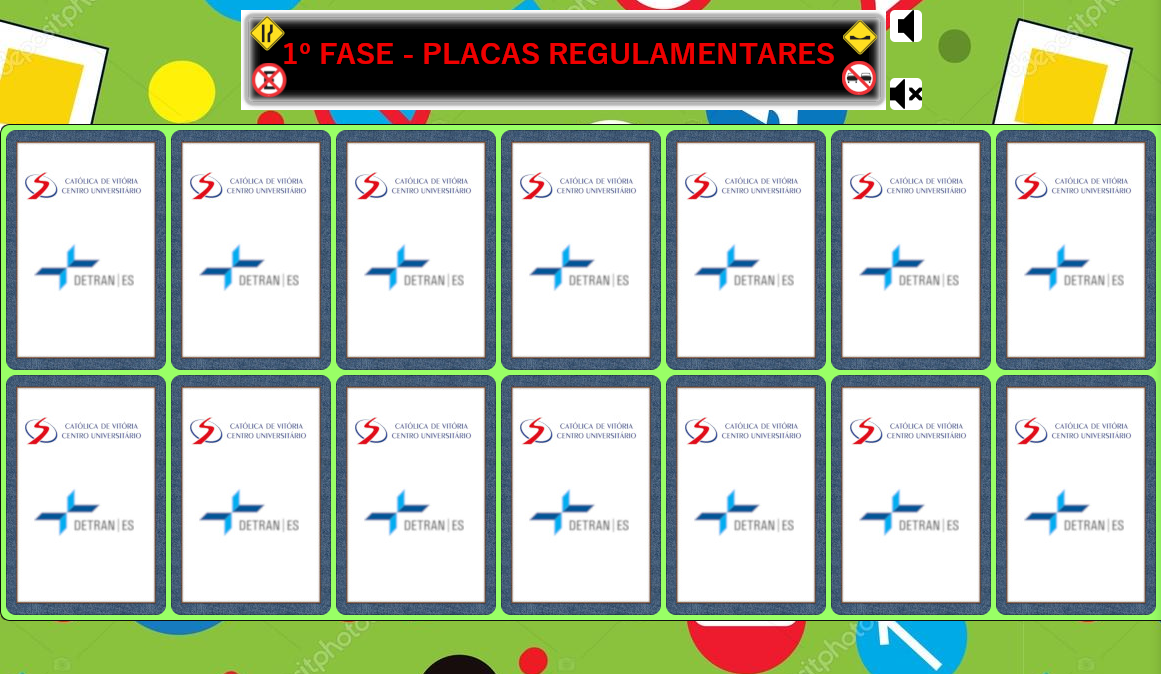 1º FASE - PLACAS REGULAMENTARES
CATÓLICA DE VITÓRIA CATÓLICA DE VITÓRIA CATÓLICA DE VITÓRIA CATÓLICA DE VITÓRIA CATÓLICA DE VITÓRIA CATÓLICA DE VITÓRIA CATÓLICA DE VITÓRIA
CENTRO UNIVERSITÁRIO CENTRO UNIVERSITÁRIO CENTRO UNIVERSITÁRIO CENTRO UNIVERSITÁRIO CENTRO UNIVERSITÁRIO CENTRO UNIVERSITÁRIO CENTRO UNIVERSITÁRIO
DETRAN|ES DETRAN|ES DETRAN|ES DETRAN|ES DETRAN|ES DETRAN|ES DETRAN|ES
CATÓLICA DE VITÓRIA CATÓLICA DE VITÓRIA CATÓLICA DE VITÓRIA CATÓLICA DE VITÓRIA CATÓLICA DE VITÓRIA CATÓLICA DE VITÓRIA CATÓLICA DE VITÓRIA
CENTRO UNIVERSITÁRIO CENTRO UNIVERSITÁRIO CENTRO UNIVERSITÁRIO CENTRO UNIVERSITÁRIO CENTRO UNIVERSITÁRIO CENTRO UNIVERSITÁRIO CENTRO UNIVERSITÁRIO
DETRAN|ES DETRAN|ES DETRAN|ES DETRAN|ES DETRAN|ES DETRAN|ES DETRAN|ES